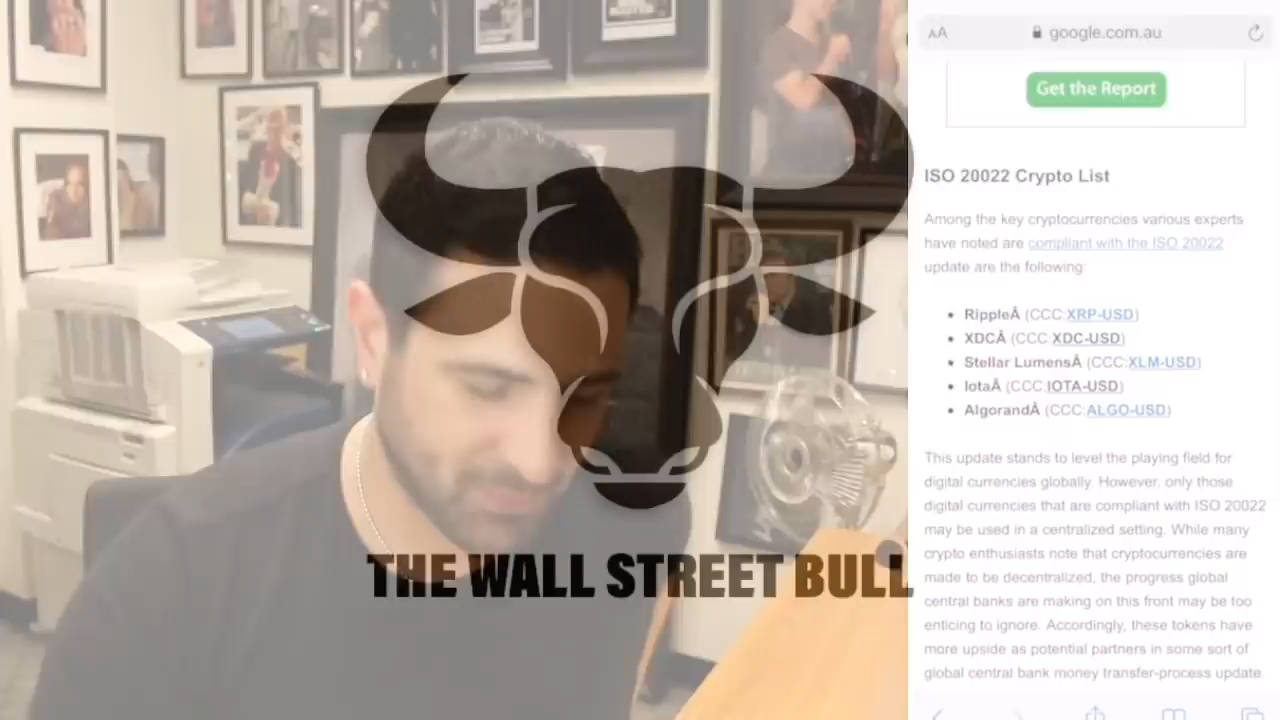 THE WALL STREET BULL
AA
google.com.au
Get the Report
ISO 20022 Crypto List
Among the key cryptocurrencies various experts
have noted are compliant with the ISO 20022
update are the following:
• RippleÂ (CCC:XRP-USD)
• XDCÂ (CCC:XDC-USD)
• Stellar LumensÂ (CCC:XLM-USD)
• IotaÂ (CCC:IOTA-USD)
• AlgorandÂ (CCC:ALGO-USD)
This update stands to level the playing field for
digital currencies globally. However, only those
digital currencies that are compliant with ISO 20022
may be used in a centralized setting. While many
crypto enthusiasts note that cryptocurrencies are
made to be decentralized, the progress global
central banks are making on this front may be too
enticing to ignore. Accordingly, these tokens have
more upside as potential partners in some sort of
global central bank money transfer-process update.